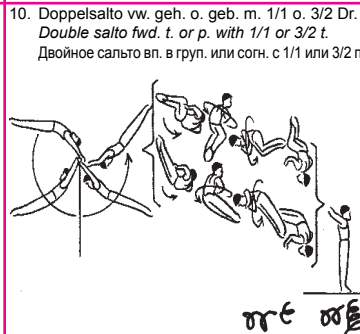 10. Doppelsalto vw. geh. o. geb. m. 1/1 o. 3/2 Dr.
Double salto fwd. t. or p. with 1/1 or 3/2 t.
Двойное сальто вп. в груп. или согн. с 1/1 или 3/2 п